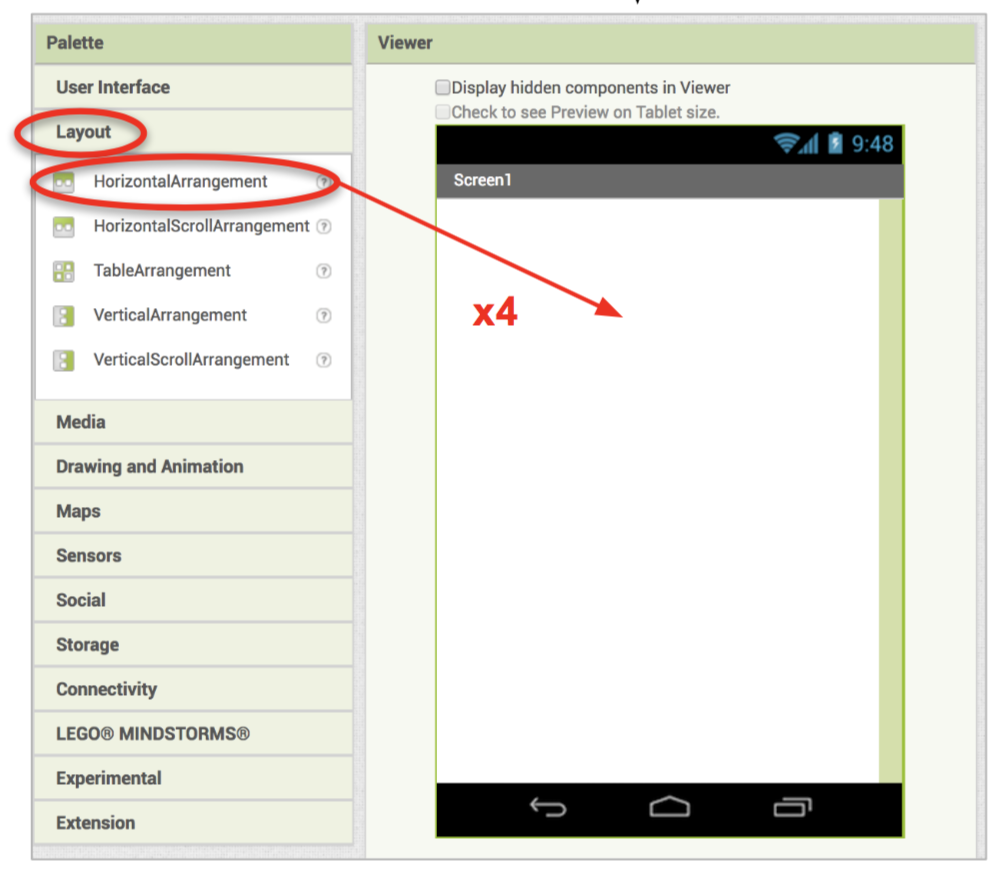 Palette
User Interface
Layout
HorizontalArrangement ?
HorizontalScrollArrangement ?
TableArrangement ?
VerticalArrangement ?
VerticalScrollArrangement ?
Media
Drawing and Animation
Maps
Sensors
Social
Storage
Connectivity
LEGO® MINDSTORMS®
Experimental
Extension
Viewer
Display hidden components in Viewer
Check to see Preview on Tablet size.
9:48
Screen1
x4